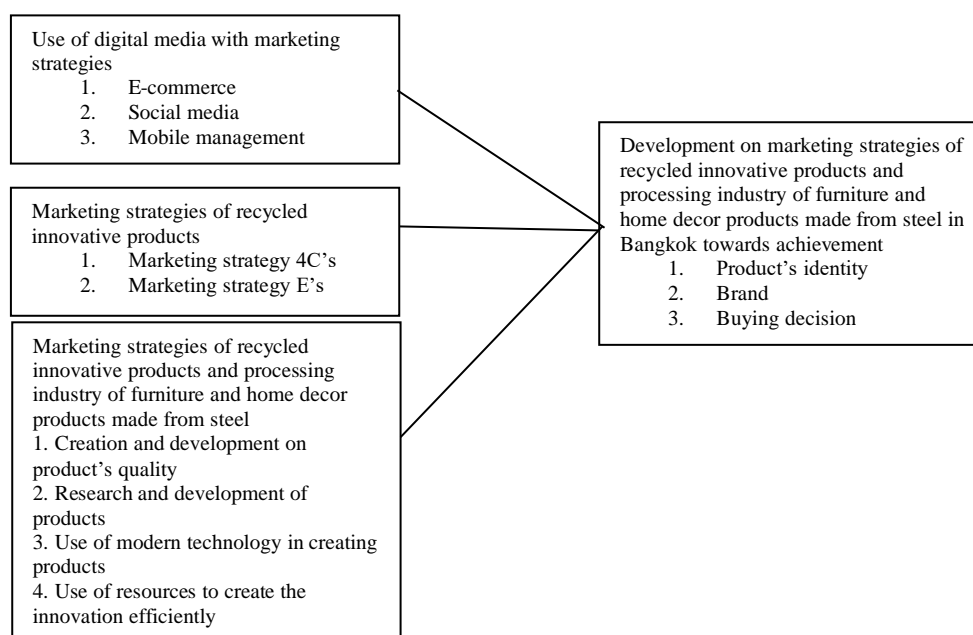 Use of digital media with marketing
strategies
1. E-commerce
2. Social media
3. Mobile management
Marketing strategies of recycled
innovative products
1. Marketing strategy 4C’s
2. Marketing strategy E’s
Marketing strategies of recycled
innovative products and processing
industry of furniture and home decor
products made from steel
1. Creation and development on
product’s quality
2. Research and development of
products
3. Use of modern technology in creating
products
4. Use of resources to create the
innovation efficiently
Development on marketing strategies of
recycled innovative products and
processing industry of furniture and
home decor products made from steel in
Bangkok towards achievement
1. Product’s identity
2. Brand
3. Buying decision